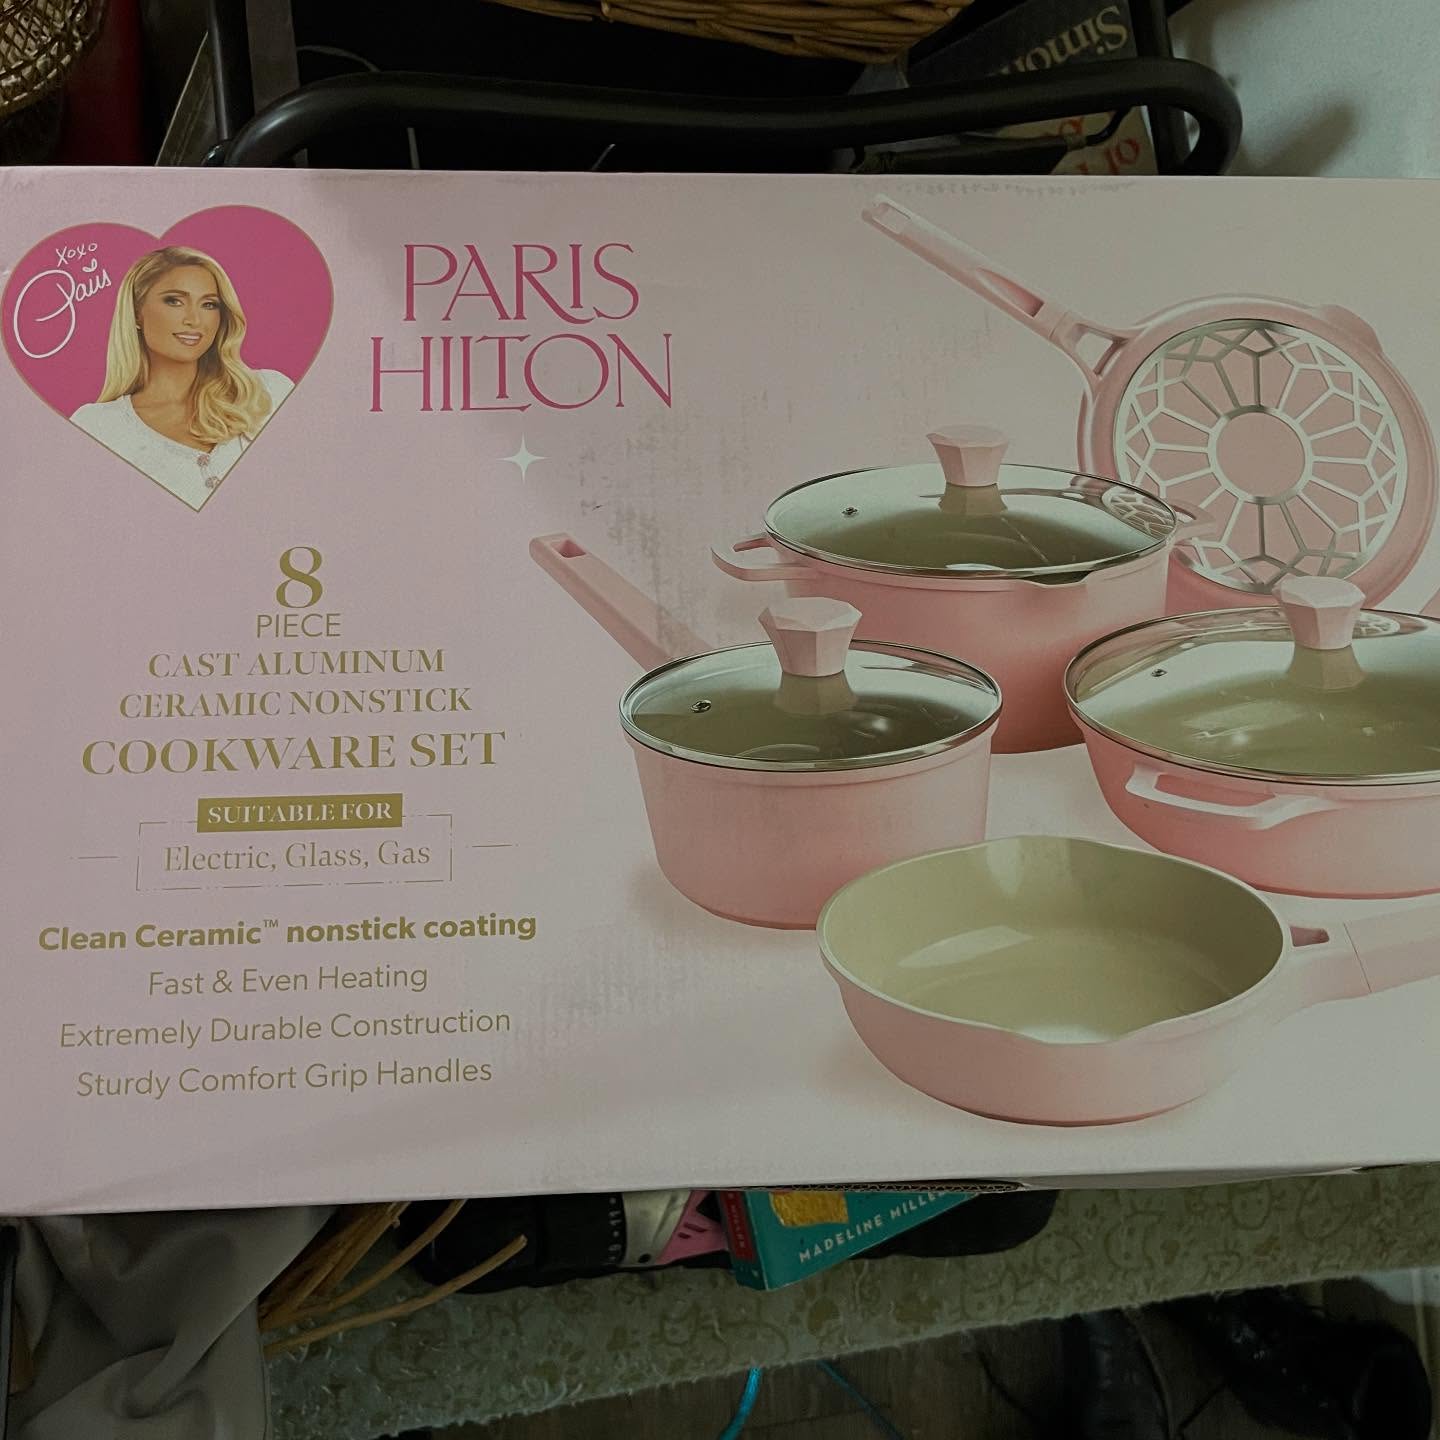 Simon
xoxo
Paris
PARIS
HILTON
8
PIECE
CAST ALUMINUM
CERAMIC NONSTICK
COOKWARE SET
SUITABLE FOR
Electric, Glass, Gas
Clean Ceramic™ nonstick coating
Fast & Even Heating
Extremely Durable Construction
Sturdy Comfort Grip Handles
MADELINE MILLE